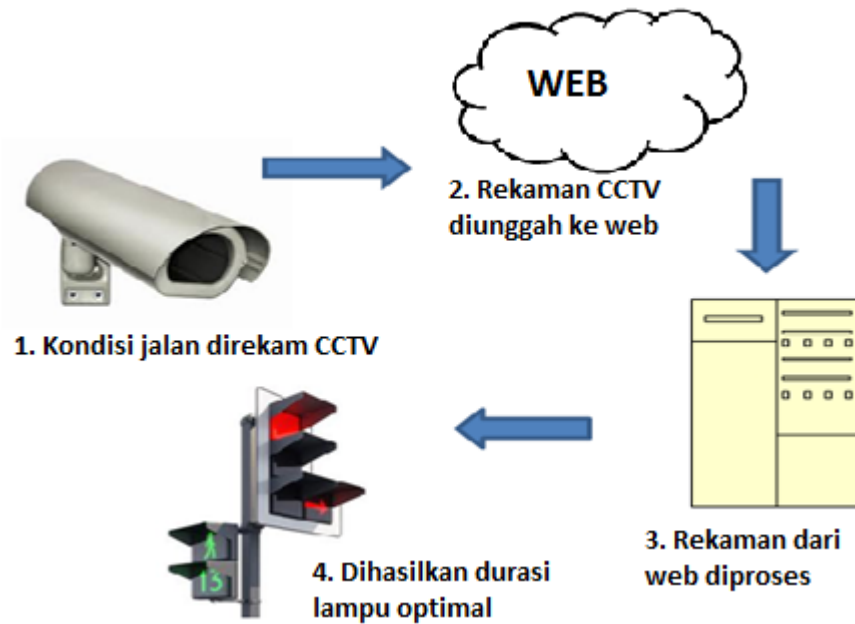 WEB
2. Rekaman CCTV
diunggah ke web
1. Kondisi jalan direkam CCTV
3. Rekaman dari
web diproses
4. Dihasilkan durasi
lampu optimal
13